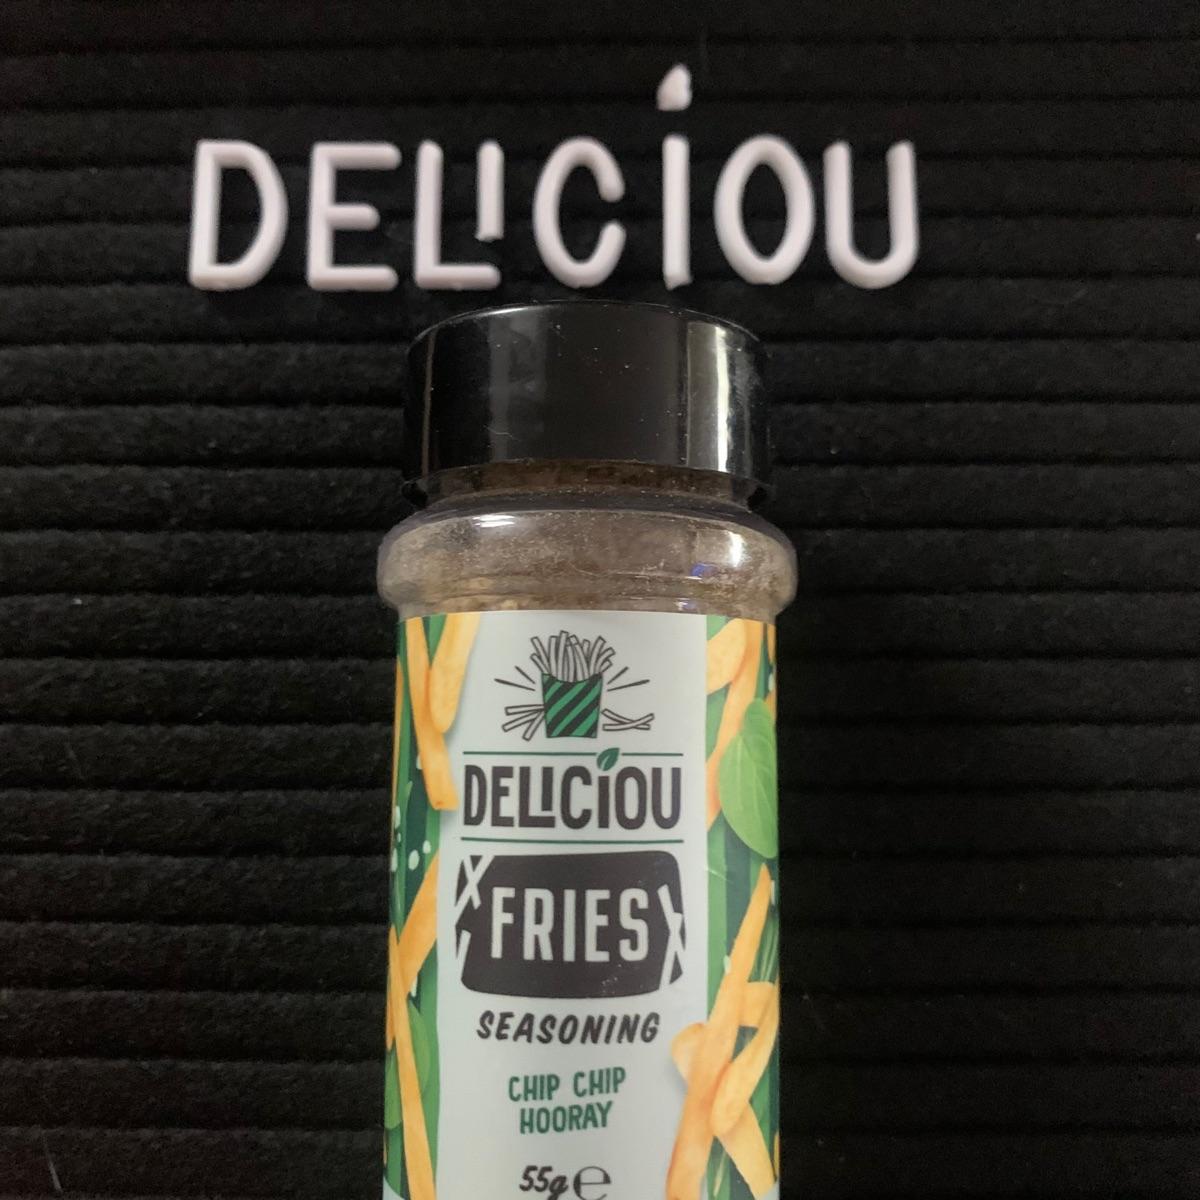 DELICIOU
DELICIOU
FRIES
SEASONING
CHIP CHIP
HOORAY
55g ℮